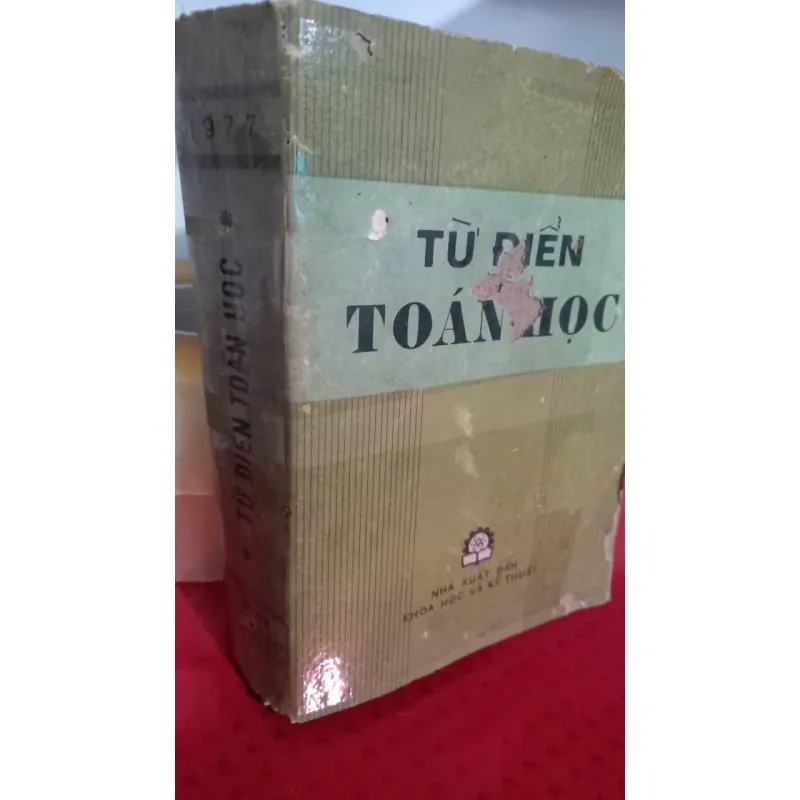 1977
* TỪ ĐIỂN TOÁN HỌC *
TỪ ĐIỂN
TOÁN HỌC
NHÀ XUẤT BẢN
KHOA HỌC VÀ KỸ THUẬT